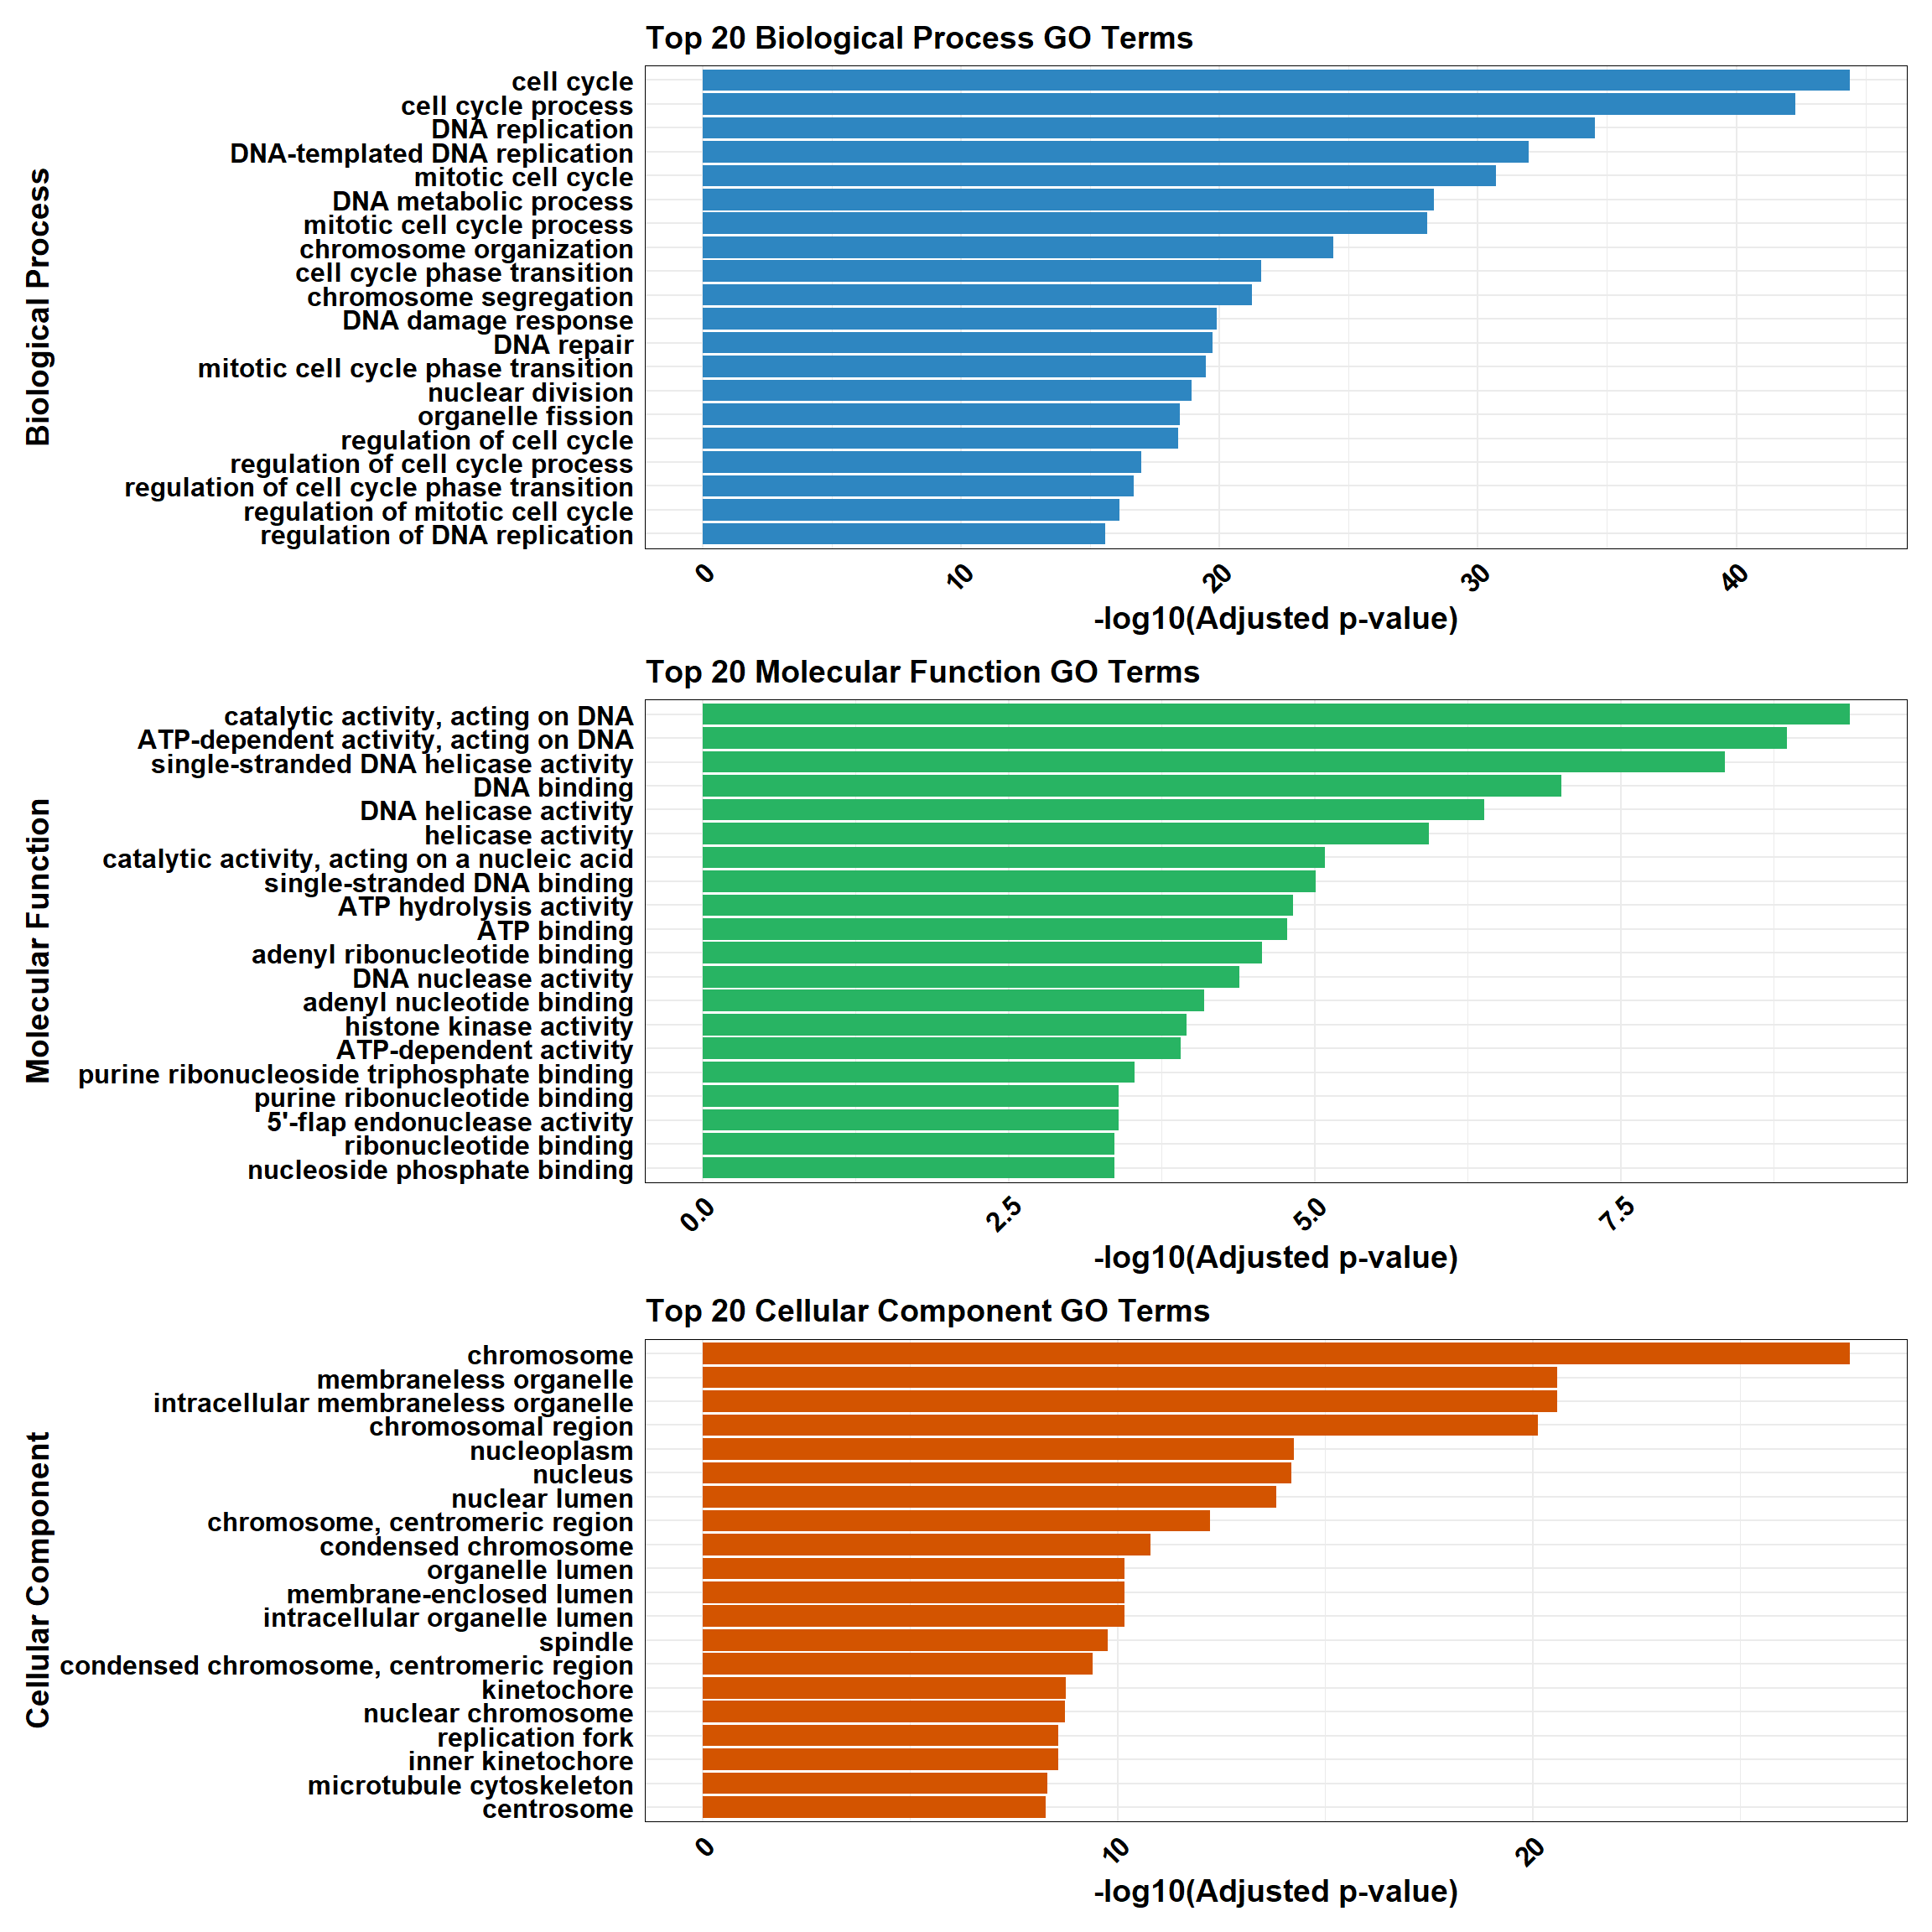 Top 20 Biological Process GO Terms
Biological Process
cell cycle
cell cycle process
DNA replication
DNA-templated DNA replication
mitotic cell cycle
DNA metabolic process
mitotic cell cycle process
chromosome organization
cell cycle phase transition
chromosome segregation
DNA damage response
DNA repair
mitotic cell cycle phase transition
nuclear division
organelle fission
regulation of cell cycle
regulation of cell cycle process
regulation of cell cycle phase transition
regulation of mitotic cell cycle
regulation of DNA replication
0 10 20 30 40
-log10(Adjusted p-value)
Top 20 Molecular Function GO Terms
Molecular Function
catalytic activity, acting on DNA
ATP-dependent activity, acting on DNA
single-stranded DNA helicase activity
DNA binding
DNA helicase activity
helicase activity
catalytic activity, acting on a nucleic acid
single-stranded DNA binding
ATP hydrolysis activity
ATP binding
adenyl ribonucleotide binding
DNA nuclease activity
adenyl nucleotide binding
histone kinase activity
ATP-dependent activity
purine ribonucleoside triphosphate binding
purine ribonucleotide binding
5'-flap endonuclease activity
ribonucleotide binding
nucleoside phosphate binding
0.0 2.5 5.0 7.5
-log10(Adjusted p-value)
Top 20 Cellular Component GO Terms
Cellular Component
chromosome
membraneless organelle
intracellular membraneless organelle
chromosomal region
nucleoplasm
nucleus
nuclear lumen
chromosome, centromeric region
condensed chromosome
organelle lumen
membrane-enclosed lumen
intracellular organelle lumen
spindle
condensed chromosome, centromeric region
kinetochore
nuclear chromosome
replication fork
inner kinetochore
microtubule cytoskeleton
centrosome
0 10 20
-log10(Adjusted p-value)